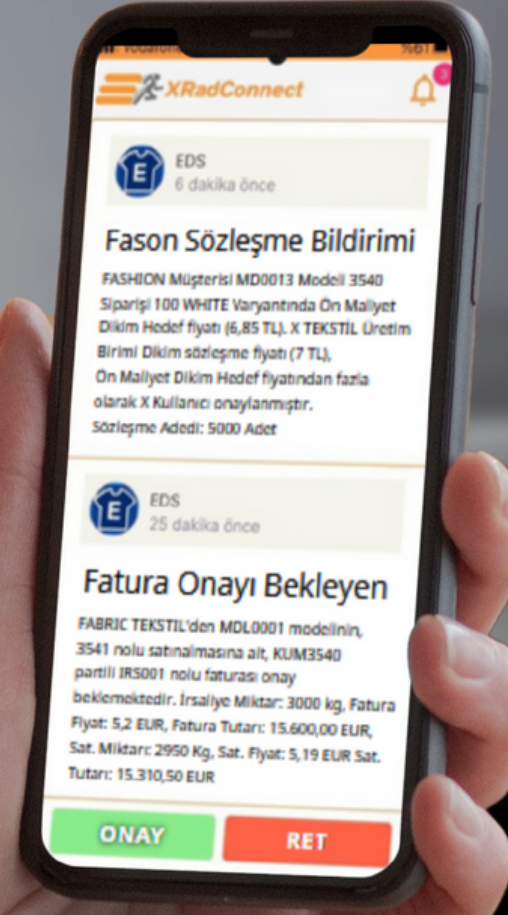 Vodafone
%61
XRadConnect
3
E
EDS
6 dakika önce
Fason Sözleşme Bildirimi
FASHION Müşterisi MD0013 Modeli 3540
Siparişi 100 WHITE Varyantında Ön Maliyet
Dikim Hedef fiyatı (6,85 TL). X TEKSTİL Üretim
Birimi Dikim sözleşme fiyatı (7 TL),
Ön Maliyet Dikim Hedef fiyatından fazla
olarak X Kullanıcı onaylanmıştır.
Sözleşme Adedi: 5000 Adet
E
EDS
25 dakika önce
Fatura Onayı Bekleyen
FABRIC TEKSTIL'den MDL0001 modelinin,
3541 nolu satınalmasına ait, KUM3540
partili IRS001 nolu faturası onay
beklemektedir. İrsaliye Miktar: 3000 kg, Fatura
Fiyat: 5,2 EUR, Fatura Tutarı: 15.600,00 EUR,
Sat. Miktarı: 2950 Kg, Sat. Fiyat: 5,19 EUR Sat.
Tutarı: 15.310,50 EUR
ONAY
RET